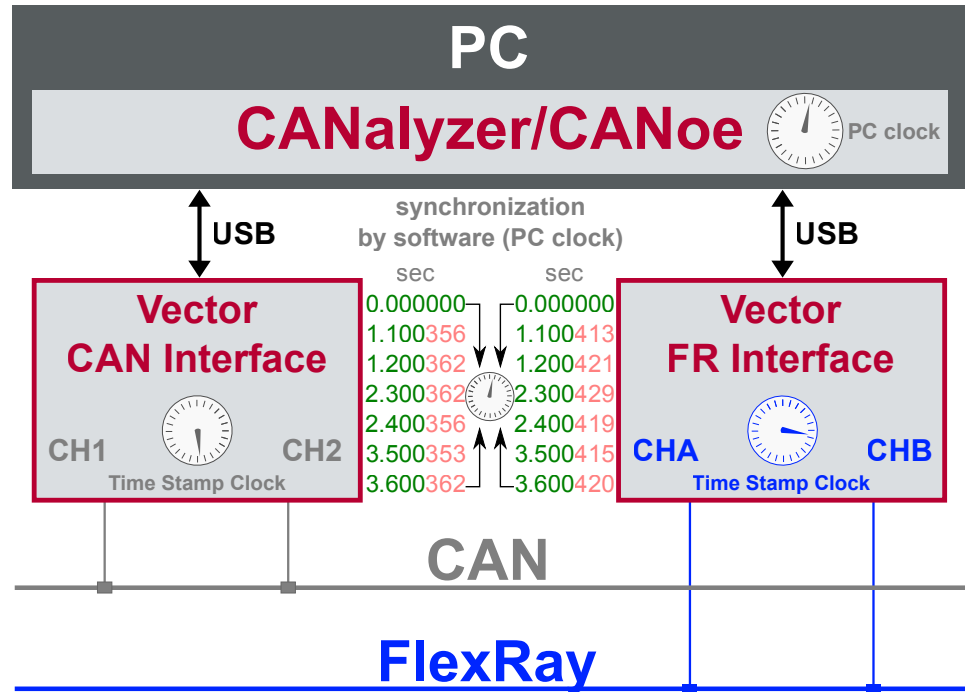 PC
CANalyzer/CANoe
PC clock
USB
synchronization
by software (PC clock)
USB
Vector
CAN Interface
CH1
CH2
Time Stamp Clock
sec
0.000000
1.100356
1.200362
2.300362
2.400356
3.500353
3.600362
sec
0.000000
1.100413
1.200421
2.300429
2.400419
3.500415
3.600420
Vector
FR Interface
CHA
CHB
Time Stamp Clock
CAN
FlexRay